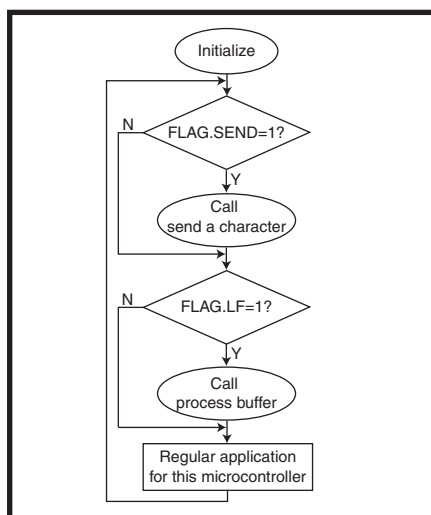 Initialize
FLAG.SEND=1?
N
Y
Call
send a character
FLAG.LF=1?
N
Y
Call
process buffer
Regular application
for this microcontroller